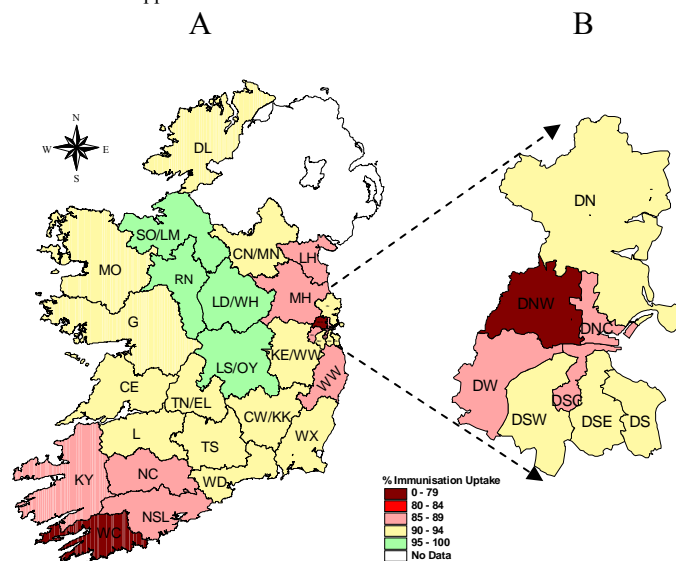 A B
N
W E
S
DL
SO/LM
CN/MN
LH
MO
RN
MH
LD/WH
G
LS/OY
KE/WW
WW
CE
TN/EL
CW/KK
L
TS
WX
KY
NC
WD
NSL
WC
DN
DNW
DNC
DW
DSC
DSW
DSE
DS
% Immunisation Uptake
0 - 79
80 - 84
85 - 89
90 - 94
95 - 100
No Data